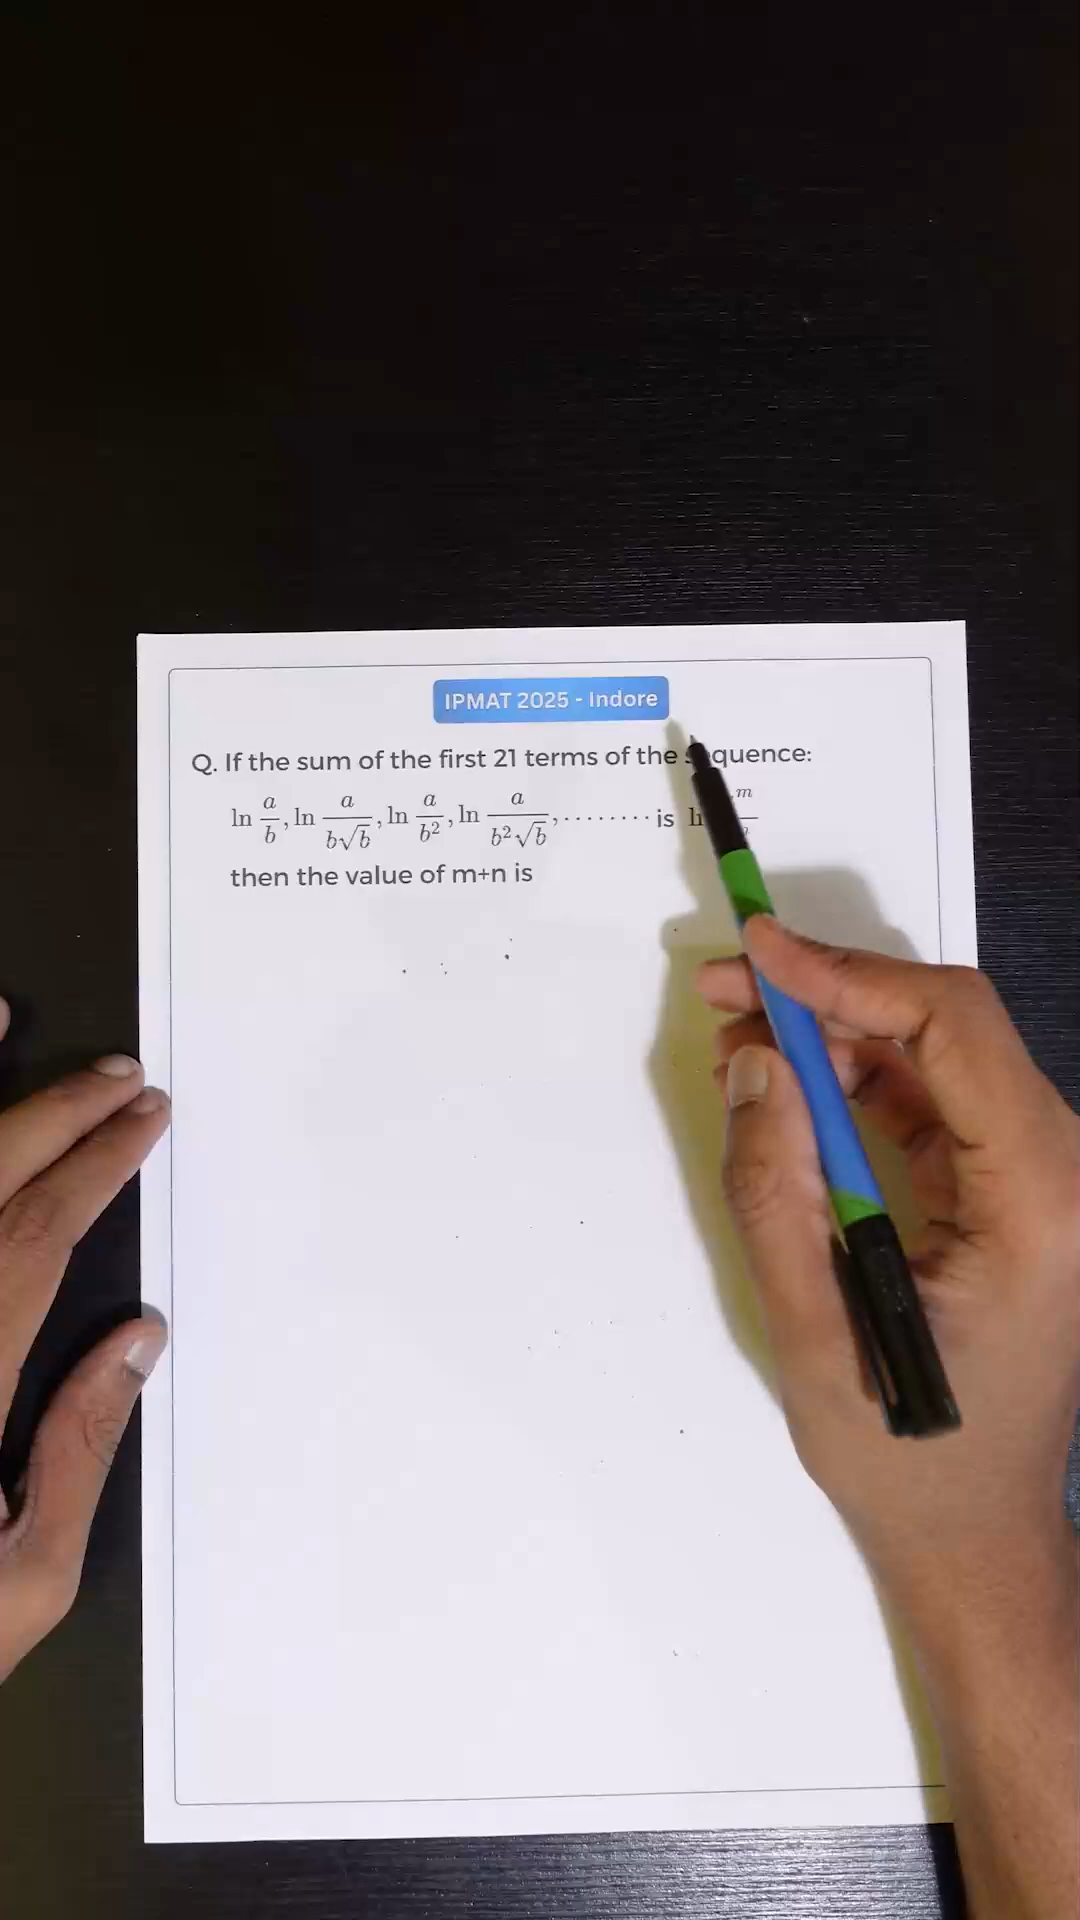 IPMAT 2025 - Indore
Q. If the sum of the first 21 terms of the sequence:
ln a/b, ln a/(b√b), ln a/b², ln a/(b²√b), ........ is
then the value of m+n is